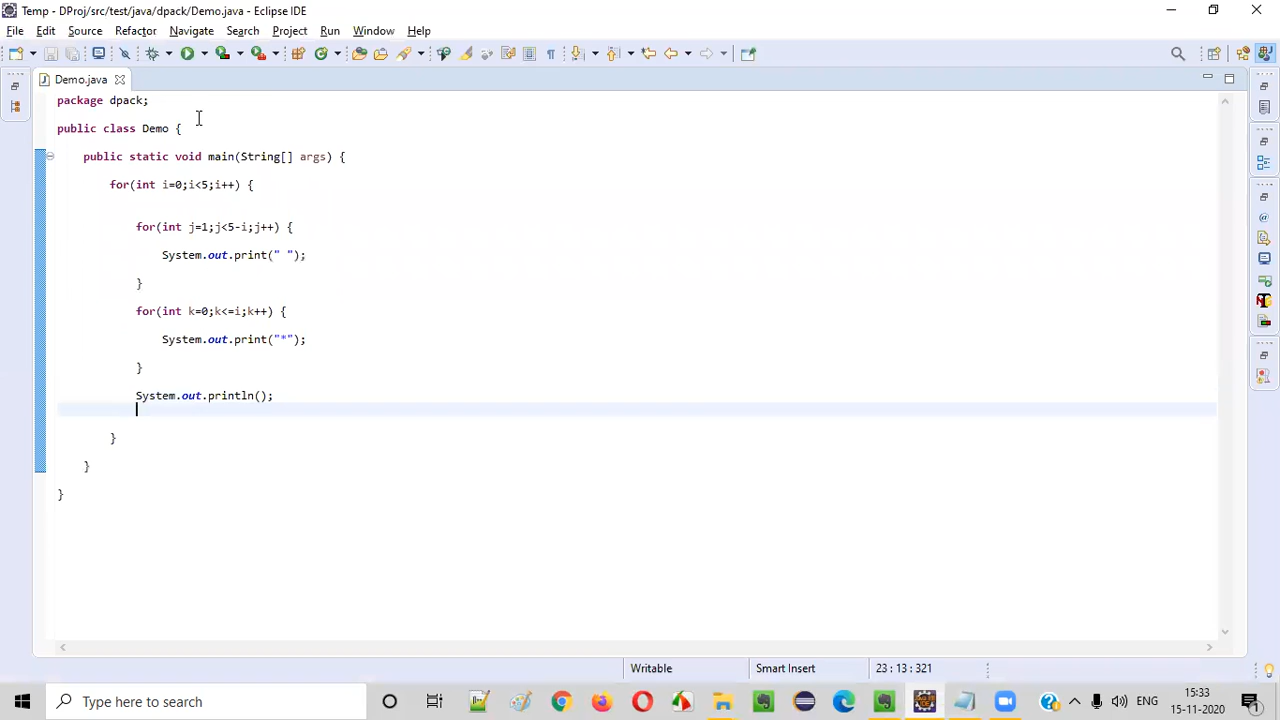 Temp - DProj/src/test/java/dpack/Demo.java - Eclipse IDE
File Edit Source Refactor Navigate Search Project Run Window Help
Demo.java
package dpack;
public class Demo {
public static void main(String[] args) {
for(int i=0;i<5;i++) {
for(int j=1;j<5-i;j++) {
System.out.print(" ");
}
for(int k=0;k<=i;k++) {
System.out.print("*");
}
System.out.println();
}
}
}
Writable Smart Insert 23 : 13 : 321
Type here to search
ENG
15:33
15-11-2020